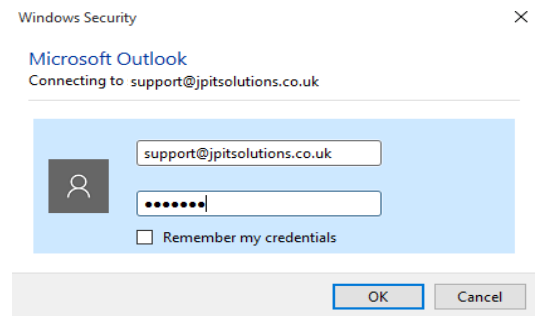 Windows Security
Microsoft Outlook
Connecting to support@jpitsolutions.co.uk
support@jpitsolutions.co.uk
•••••••
Remember my credentials
OK Cancel